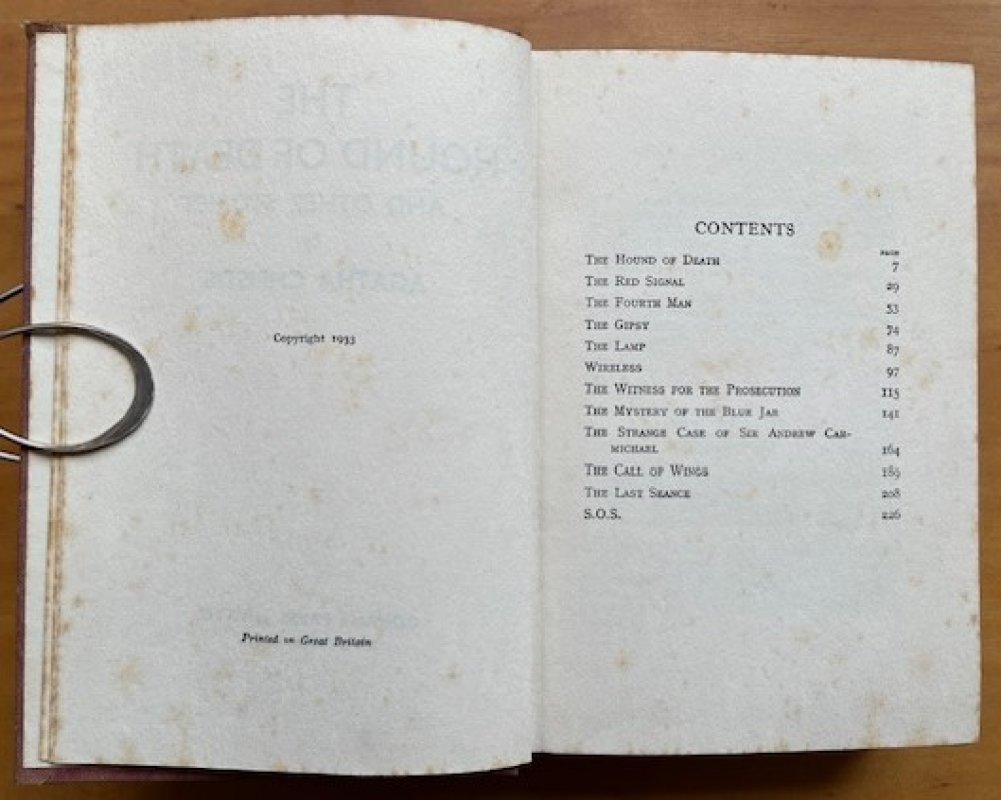 Copyright 1933
Printed in Great Britain
CONTENTS
PAGE
The Hound of Death 7
The Red Signal 29
The Fourth Man 53
The Gipsy 74
The Lamp 87
Wireless 97
The Witness for the Prosecution 115
The Mystery of the Blue Jar 141
The Strange Case of Sir Andrew Car-
michael 164
The Call of Wings 189
The Last Seance 208
S.O.S. 226